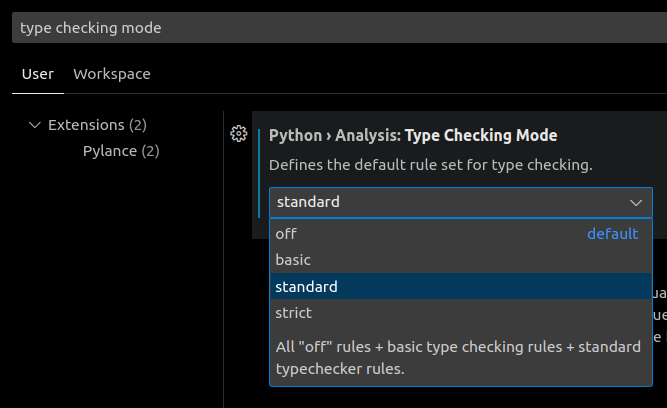 type checking mode
User Workspace
Extensions (2)
Pylance (2)
Python › Analysis: Type Checking Mode
Defines the default rule set for type checking.
standard
off default
basic
standard
strict
All "off" rules + basic type checking rules + standard
typechecker rules.